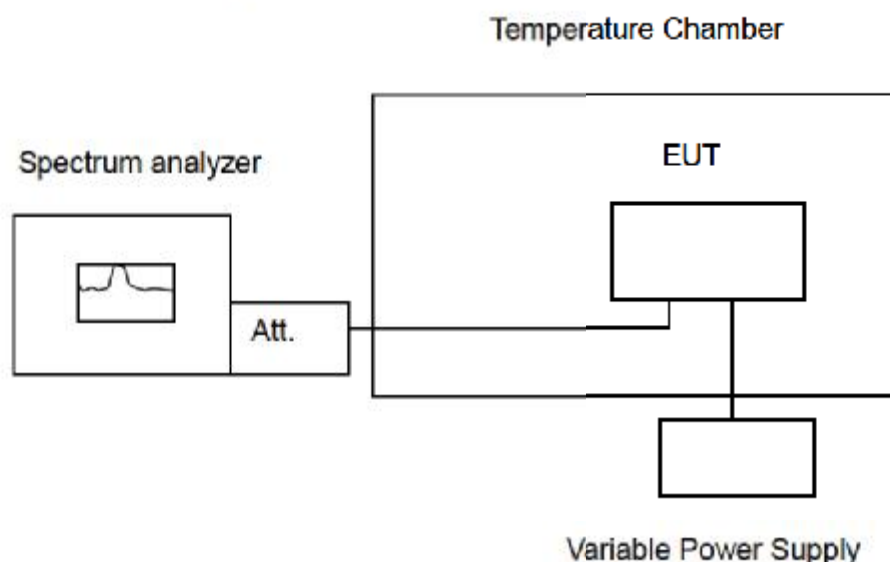 Temperature Chamber
Spectrum analyzer
EUT
Att.
Variable Power Supply